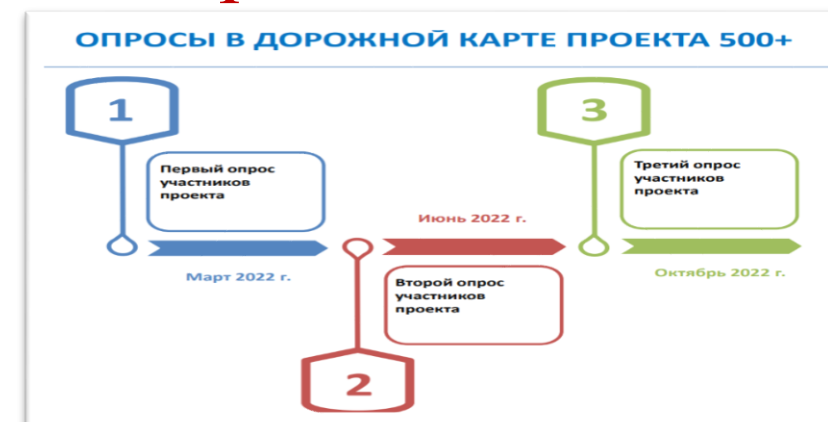 ОПРОСЫ В ДОРОЖНОЙ КАРТЕ ПРОЕКТА 500+
1
Первый опрос
участников
проекта
Март 2022 г.
Июнь 2022 г.
Второй опрос
участников
проекта
2
3
Третий опрос
участников
проекта
Октябрь 2022 г.